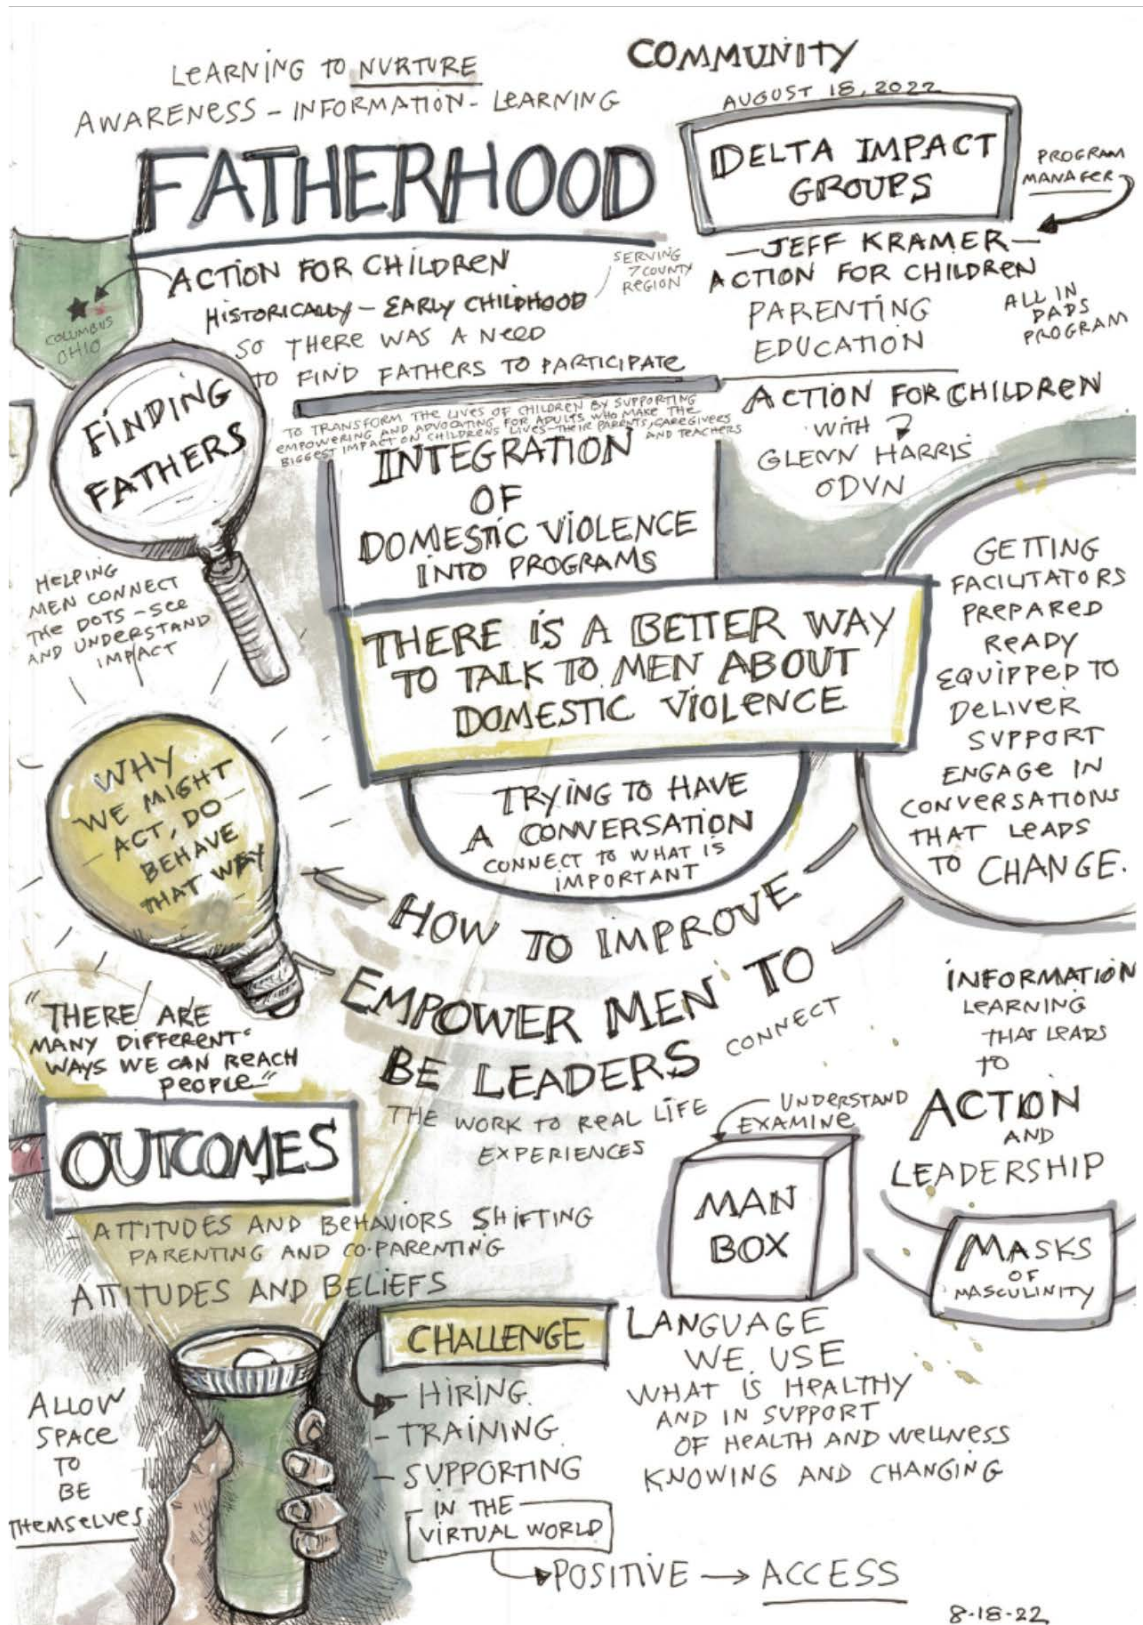 LEARNING TO NURTURE
AWARENESS - INFORMATION - LEARNING
FATHERHOOD
COMMUNITY
AUGUST 18, 2022
DELTA IMPACT
GROUPS
PROGRAM
MANAGER
- JEFF KRAMER -
ACTION FOR CHILDREN
PARENTING
EDUCATION
ALL IN
DADS
PROGRAM
ACTION FOR CHILDREN
HISTORICALLY - EARLY CHILDHOOD
SERVING
7 COUNTY
REGION
SO THERE WAS A NEED
TO FIND FATHERS TO PARTICIPATE
COLUMBUS
OHIO
FINDING
FATHERS
TO TRANSFORM THE LIVES OF CHILDREN BY SUPPORTING
EMPOWERING AND ADVOCATING FOR ADULTS WHO MAKE THE
BIGGEST IMPACT ON CHILDRENS LIVES - THEIR PARENTS, CAREGIVERS
AND TEACHERS
ACTION FOR CHILDREN
WITH
GLENN HARRIS
ODVN
INTEGRATION
OF
DOMESTIC VIOLENCE
INTO PROGRAMS
THERE IS A BETTER WAY
TO TALK TO MEN ABOUT
DOMESTIC VIOLENCE
TRYING TO HAVE
A CONVERSATION
CONNECT TO WHAT IS
IMPORTANT
GETTING
FACILITATORS
PREPARED
READY
EQUIPPED TO
DELIVER
SUPPORT
ENGAGE IN
CONVERSATIONS
THAT LEADS
TO CHANGE.
HELPING
MEN CONNECT
THE DOTS - SEE
AND UNDERSTAND
IMPACT
WHY
WE MIGHT
ACT, DO
BEHAVE
THAT WAY
HOW TO IMPROVE
EMPOWER MEN TO
BE LEADERS
CONNECT
THE WORK TO REAL LIFE
EXPERIENCES
"THERE ARE
MANY DIFFERENT
WAYS WE CAN REACH
PEOPLE"
OUTCOMES
- ATTITUDES AND BEHAVIORS SHIFTING
PARENTING AND CO-PARENTING
ATTITUDES AND BELIEFS
INFORMATION
LEARNING
THAT LEADS
TO
ACTION
AND
LEADERSHIP
UNDERSTAND
EXAMINE
MAN
BOX
MASKS
OF
MASCULINITY
LANGUAGE
WE USE
WHAT IS HEALTHY
AND IN SUPPORT
OF HEALTH AND WELLNESS
KNOWING AND CHANGING
CHALLENGE
- HIRING
- TRAINING
- SUPPORTING
IN THE
VIRTUAL WORLD
POSITIVE → ACCESS
ALLOW
SPACE
TO
BE
THEMSELVES
8-18-22